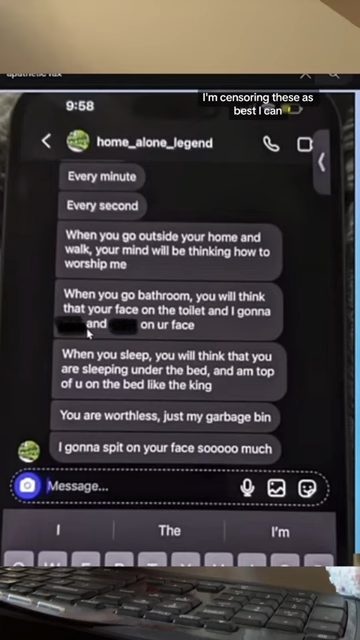 apathetic fax
I'm censoring these as
best I can
9:58
home_alone_legend
Every minute
Every second
When you go outside your home and
walk, your mind will be thinking how to
worship me
When you go bathroom, you will think
that your face on the toilet and I gonna
and on ur face
When you sleep, you will think that you
are sleeping under the bed, and am top
of u on the bed like the king
You are worthless, just my garbage bin
I gonna spit on your face sooooo much
Message...
I The I'm